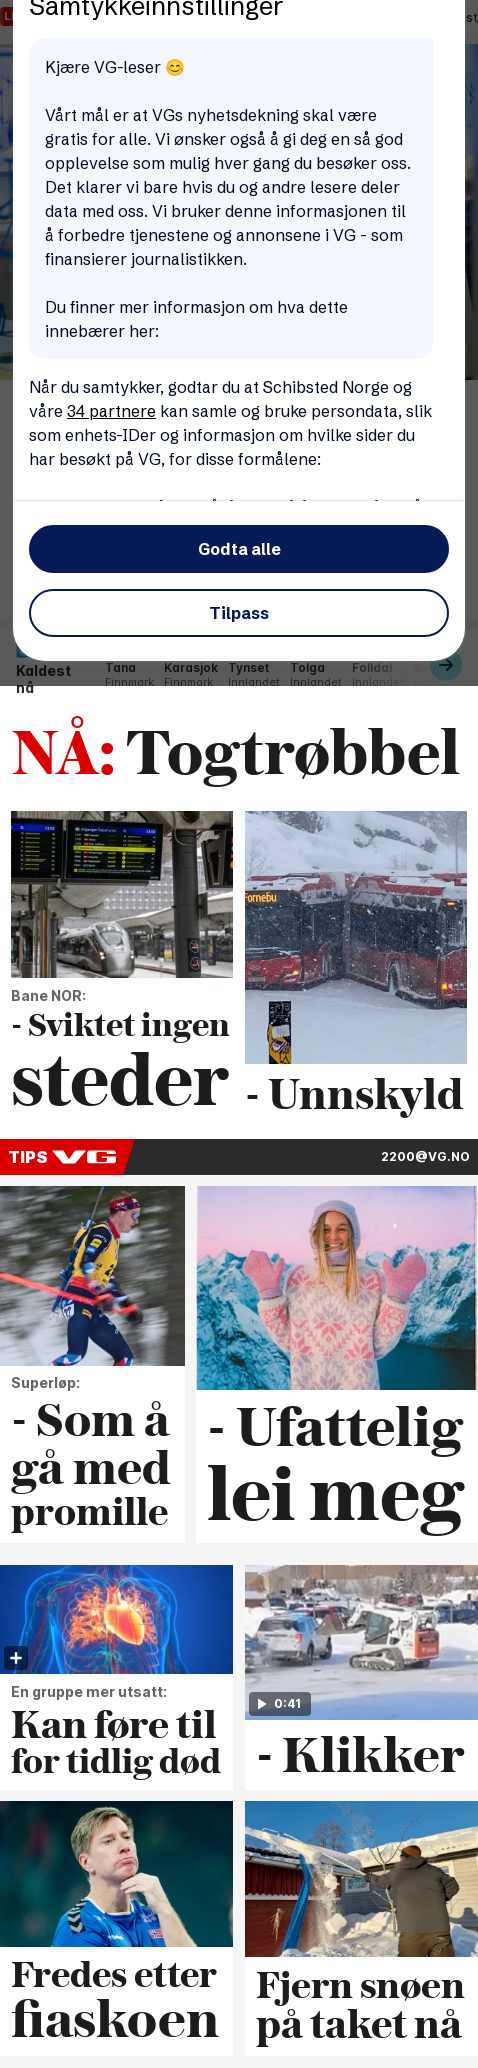 Samtykkeinnstillinger
Kjære VG-leser 😊
Vårt mål er at VGs nyhetsdekning skal være
gratis for alle. Vi ønsker også å gi deg en så god
opplevelse som mulig hver gang du besøker oss.
Det klarer vi bare hvis du og andre lesere deler
data med oss. Vi bruker denne informasjonen til
å forbedre tjenestene og annonsene i VG - som
finansierer journalistikken.
Du finner mer informasjon om hva dette
innebærer her:
Når du samtykker, godtar du at Schibsted Norge og
våre 34 partnere kan samle og bruke persondata, slik
som enhets-IDer og informasjon om hvilke sider du
har besøkt på VG, for disse formålene:
Godta alle
Tilpass
Kaldest
nå
Tana
Finnmark
Karasjok
Finnmark
Tynset
Innlandet
Tolga
Innlandet
Folldal
Innlandet
NÅ: Togtrøbbel
Fornebu
Bane NOR:
- Sviktet ingen
steder
- Unnskyld
TIPS VG
2200@VG.NO
Superløp:
- Som å
gå med
promille
- Ufattelig
lei meg
En gruppe mer utsatt:
Kan føre til
for tidlig død
0:41
- Klikker
Fredes etter
fiaskoen
Fjern snøen
på taket nå